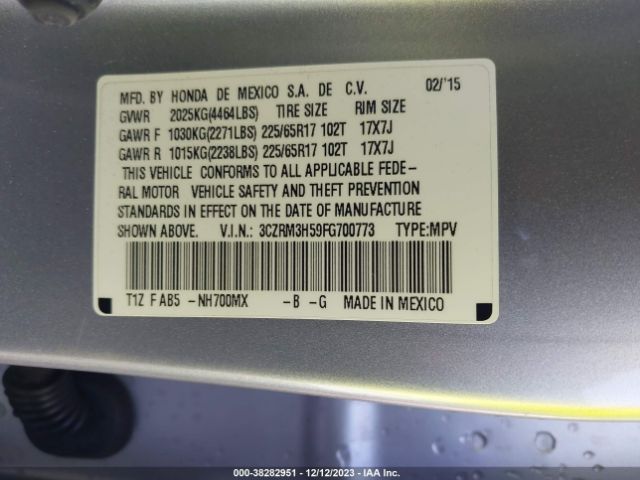 MFD. BY HONDA DE MEXICO S.A. DE C.V. 02/'15
GVWR 2025KG(4464LBS) TIRE SIZE RIM SIZE
GAWR F 1030KG(2271LBS) 225/65R17 102T 17X7J
GAWR R 1015KG(2238LBS) 225/65R17 102T 17X7J
THIS VEHICLE CONFORMS TO ALL APPLICABLE FEDE-
RAL MOTOR VEHICLE SAFETY AND THEFT PREVENTION
STANDARDS IN EFFECT ON THE DATE OF MANUFACTURE
SHOWN ABOVE. V.I.N.: 3CZRM3H59FG700773 TYPE:MPV
T1Z F AB5 -NH700MX -B -G MADE IN MEXICO
000-38282951 - 12/12/2023 - IAA Inc.